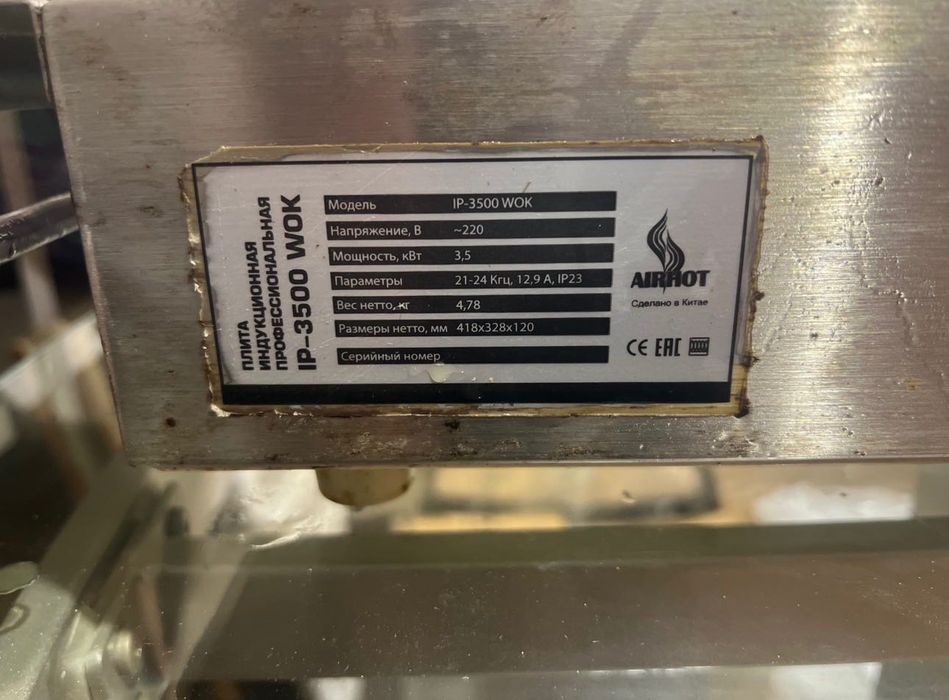 ПЛИТА
ИНДУКЦИОННАЯ
ПРОФЕССИОНАЛЬНАЯ
IP-3500 WOK
Модель IP-3500 WOK
Напряжение, В ~220
Мощность, кВт 3,5
Параметры 21-24 Кгц, 12,9 А, IP23
Вес нетто, кг 4,78
Размеры нетто, мм 418x328x120
Серийный номер
AIRHOT
Сделано в Китае
CE EAC